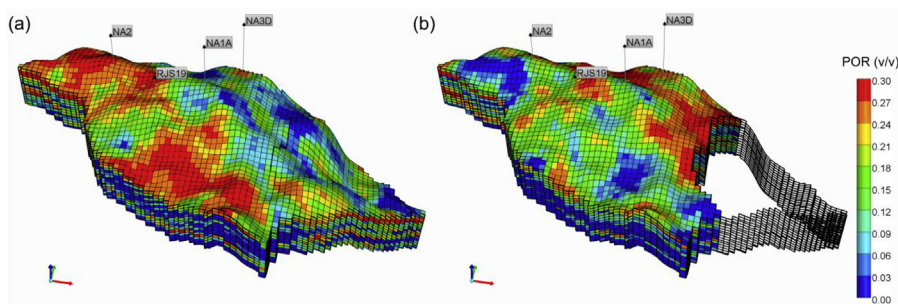 (a)
NA2
NA1A
NA3D
RJS19
(b)
NA2
NA1A
NA3D
RJS19
POR (v/v)
0.30
0.27
0.24
0.21
0.18
0.15
0.12
0.09
0.06
0.03
0.00